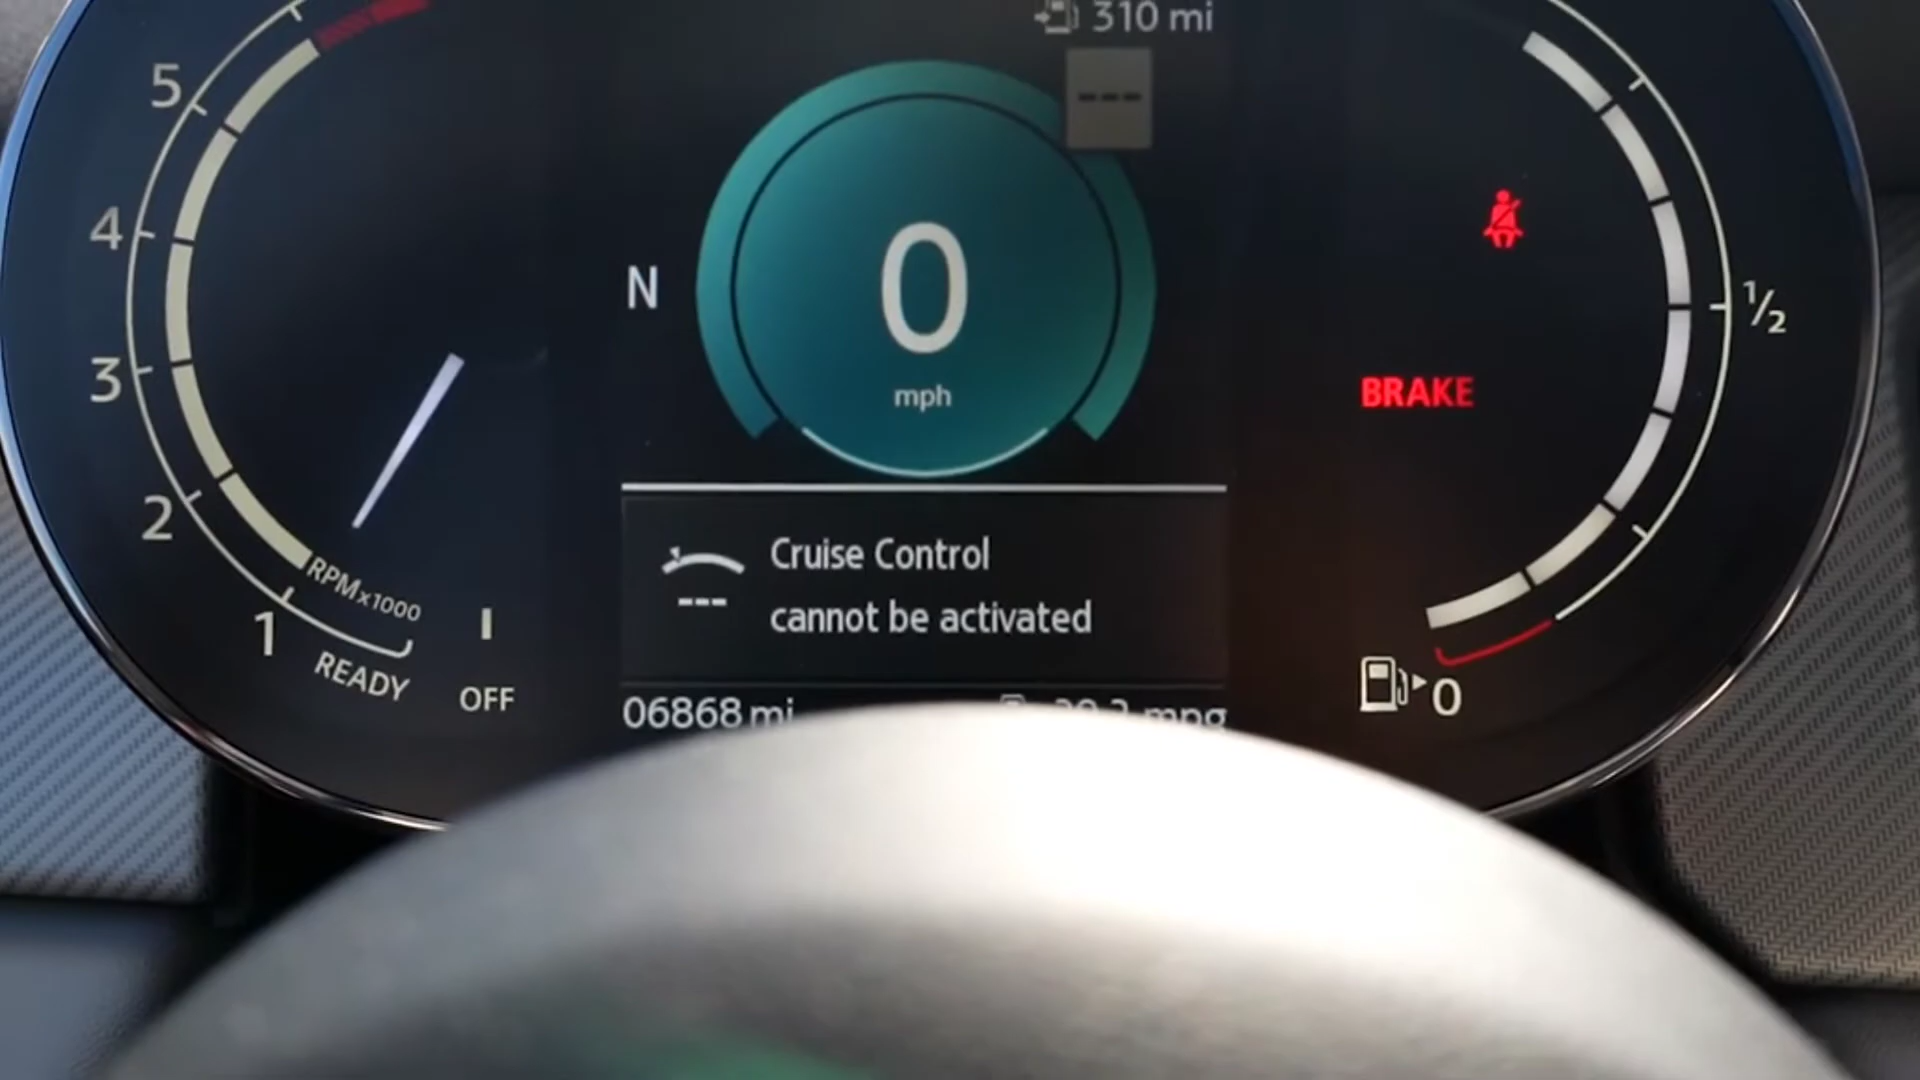 310 mi
---
5
4
3
2
1
RPM x1000
READY
OFF
N
0
mph
BRAKE
1/2
0
Cruise Control
---
cannot be activated
06868 mi
mpg